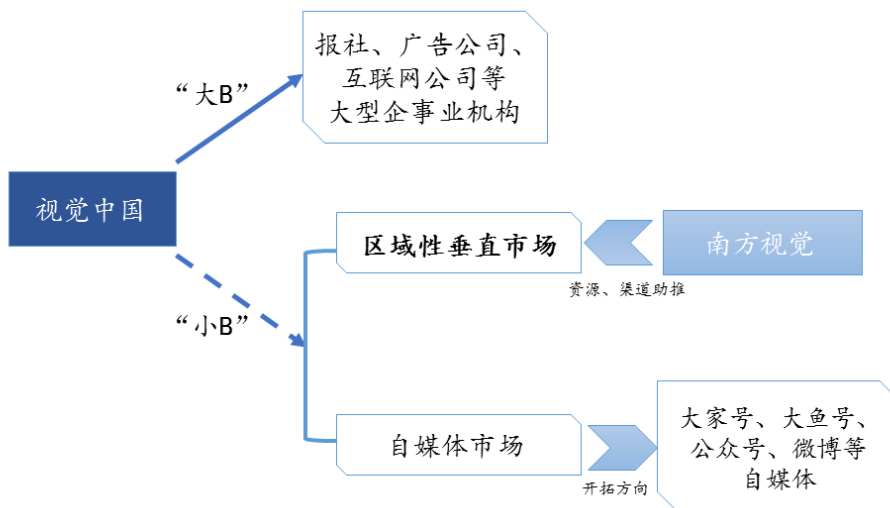 报社、广告公司、
互联网公司等
大型企事业机构
“大B”
视觉中国
区域性垂直市场
南方视觉
资源、渠道助推
“小B”
自媒体市场
开拓方向
大家号、大鱼号、
公众号、微博等
自媒体